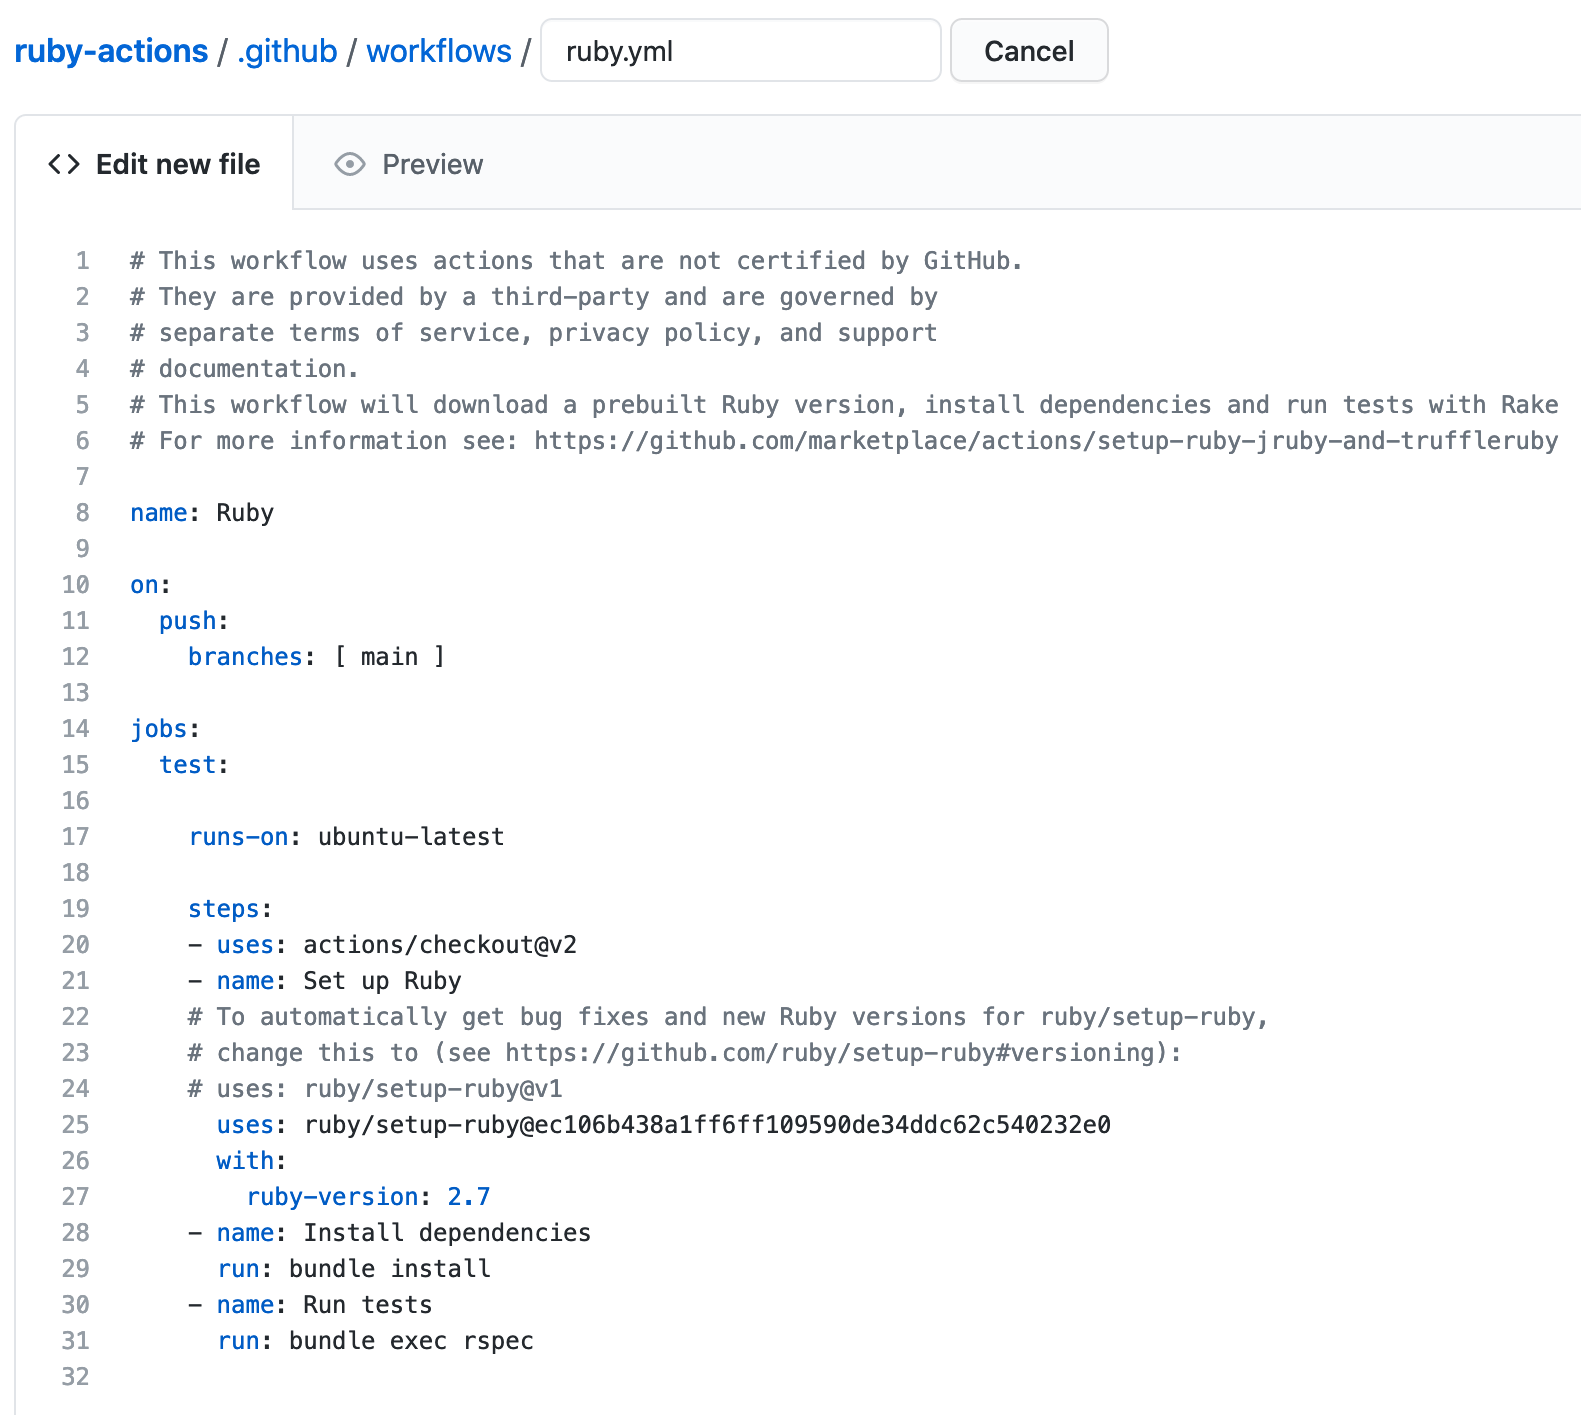 ruby-actions / .github / workflows / ruby.yml Cancel
Edit new file Preview
1 # This workflow uses actions that are not certified by GitHub.
2 # They are provided by a third-party and are governed by
3 # separate terms of service, privacy policy, and support
4 # documentation.
5 # This workflow will download a prebuilt Ruby version, install dependencies and run tests with Rake
6 # For more information see: https://github.com/marketplace/actions/setup-ruby-jruby-and-truffleruby
7
8 name: Ruby
9
10 on:
11   push:
12     branches: [ main ]
13
14 jobs:
15   test:
16
17     runs-on: ubuntu-latest
18
19     steps:
20     - uses: actions/checkout@v2
21     - name: Set up Ruby
22     # To automatically get bug fixes and new Ruby versions for ruby/setup-ruby,
23     # change this to (see https://github.com/ruby/setup-ruby#versioning):
24     # uses: ruby/setup-ruby@v1
25       uses: ruby/setup-ruby@ec106b438a1ff6ff109590de34ddc62c540232e0
26       with:
27         ruby-version: 2.7
28     - name: Install dependencies
29       run: bundle install
30     - name: Run tests
31       run: bundle exec rspec
32